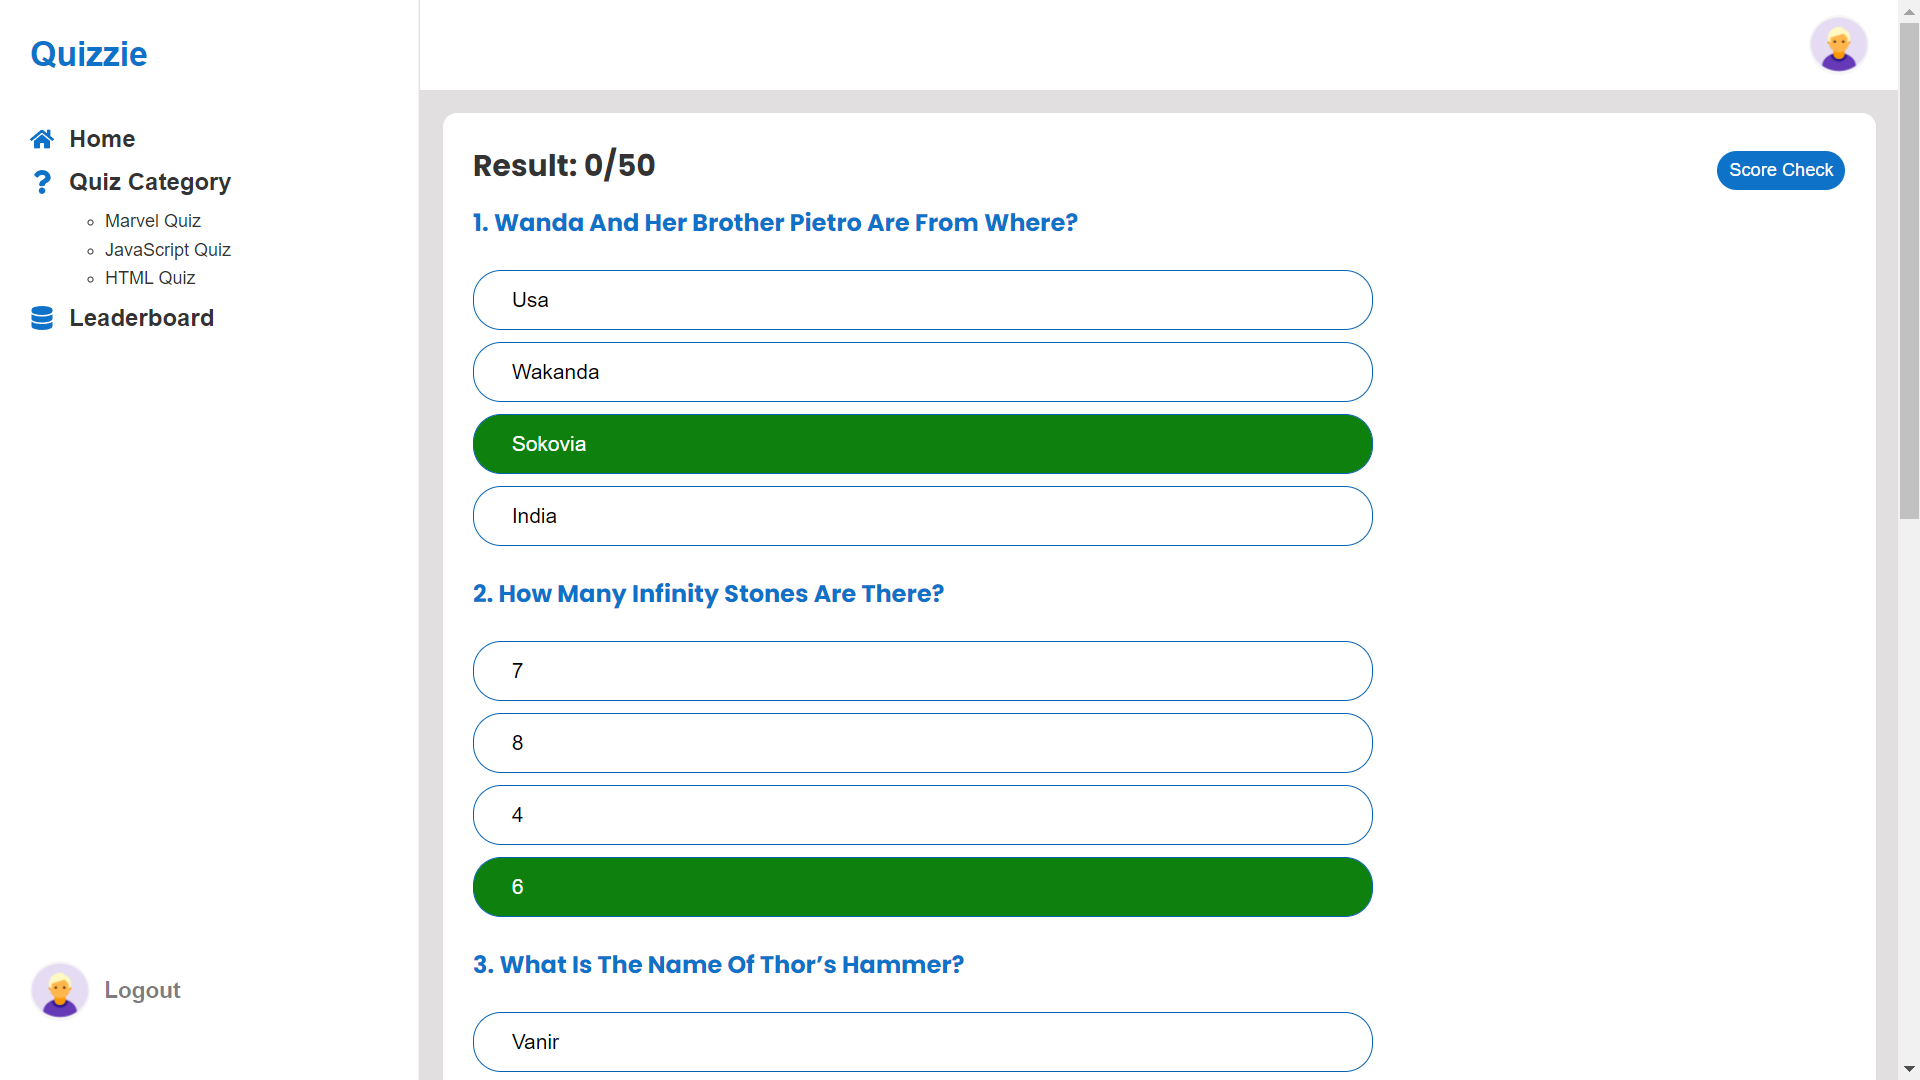 Quizzie
Home
Quiz Category
Marvel Quiz
JavaScript Quiz
HTML Quiz
Leaderboard
Logout
Result: 0/50
Score Check
1. Wanda And Her Brother Pietro Are From Where?
Usa
Wakanda
Sokovia
India
2. How Many Infinity Stones Are There?
7
8
4
6
3. What Is The Name Of Thor’s Hammer?
Vanir